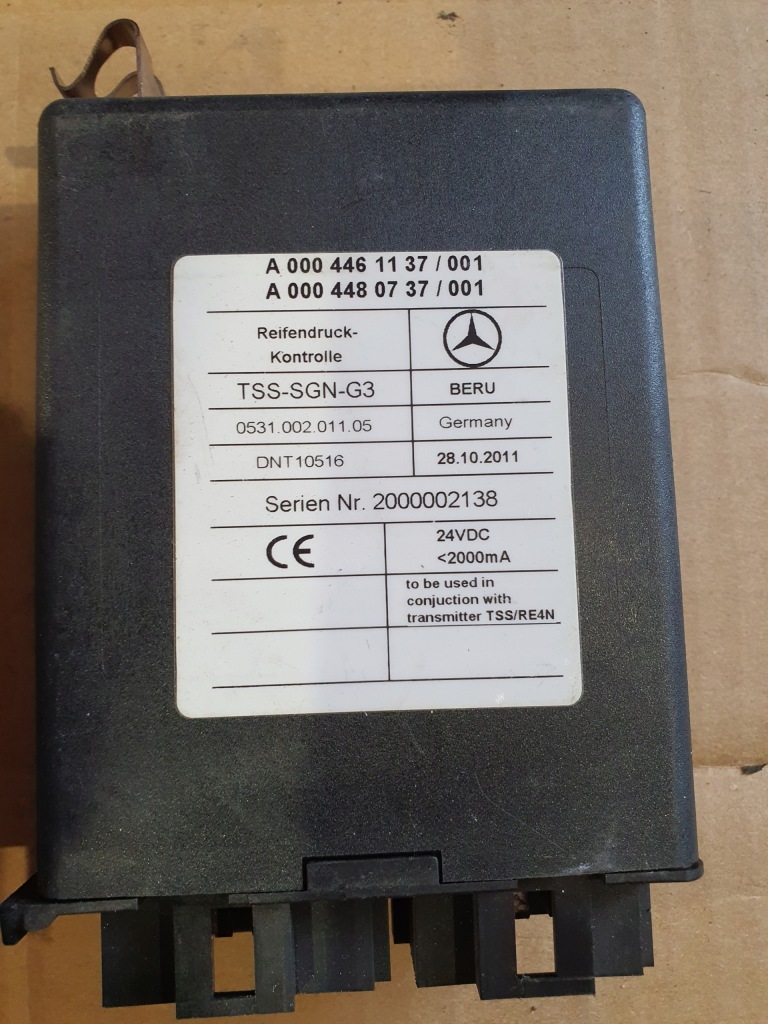 A 000 446 11 37 / 001
A 000 448 07 37 / 001
Reifendruck-
Kontrolle
TSS-SGN-G3
BERU
0531.002.011.05
Germany
DNT10516
28.10.2011
Serien Nr. 2000002138
CE
24VDC
<2000mA
to be used in
conjuction with
transmitter TSS/RE4N